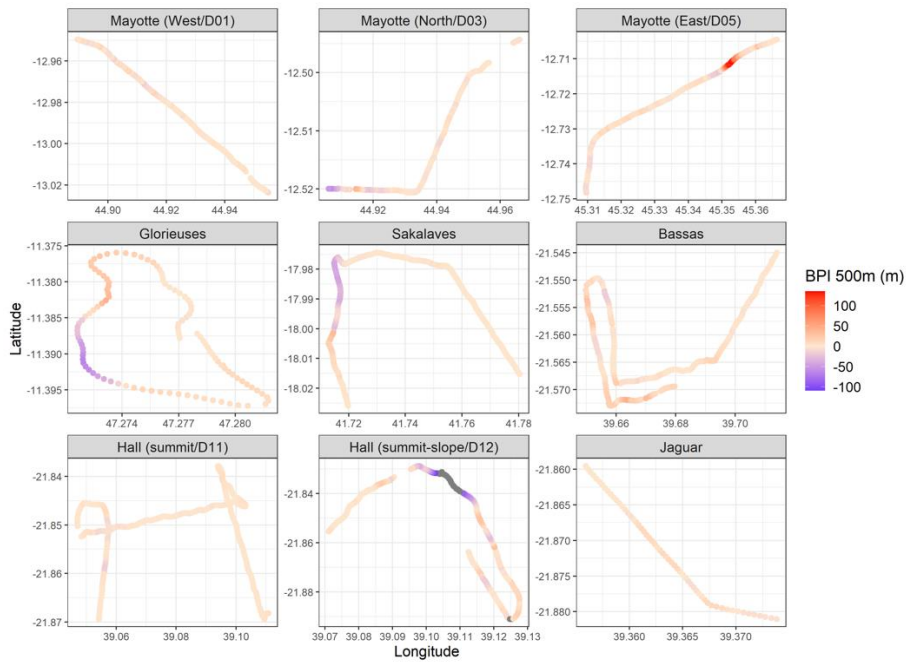 Mayotte (West/D01)
Mayotte (North/D03)
Mayotte (East/D05)
-12.96
-12.98
-13.00
-13.02
44.90 44.92 44.94
-12.50
-12.51
-12.52
44.92 44.94 44.96
-12.71
-12.72
-12.73
-12.74
-12.75
45.31 45.32 45.33 45.34 45.35 45.36
Glorieuses
Sakalaves
Bassas
-11.375
-11.380
-11.385
-11.390
-11.395
47.274 47.277 47.280
-17.98
-17.99
-18.00
-18.01
-18.02
41.72 41.74 41.76 41.78
-21.545
-21.550
-21.555
-21.560
-21.565
-21.570
39.66 39.68 39.70
Hall (summit/D11)
Hall (summit-slope/D12)
Jaguar
-21.84
-21.85
-21.86
-21.87
39.06 39.08 39.10
-21.84
-21.86
-21.88
39.07 39.08 39.09 39.10 39.11 39.12 39.13
-21.860
-21.865
-21.870
-21.875
-21.880
39.360 39.365 39.370
Latitude
Longitude
BPI 500m (m)
100
50
0
-50
-100